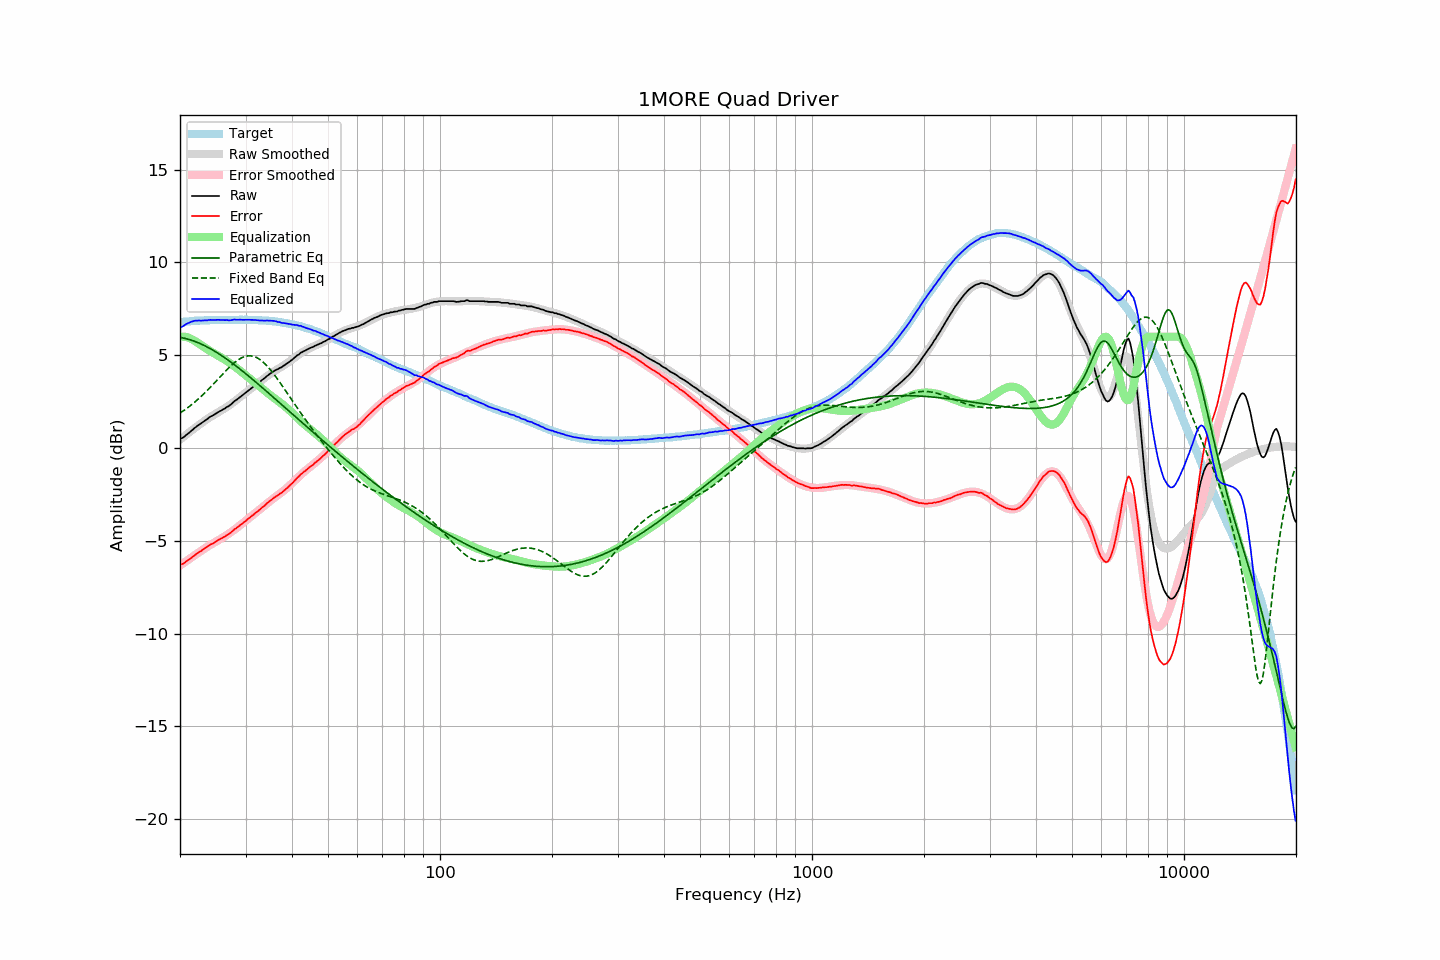 1MORE Quad Driver
Target
Raw Smoothed
Error Smoothed
Raw
Error
Equalization
Parametric Eq
Fixed Band Eq
Equalized
15
10
5
0
−5
−10
−15
−20
Amplitude (dBr)
100
1000
10000
Frequency (Hz)